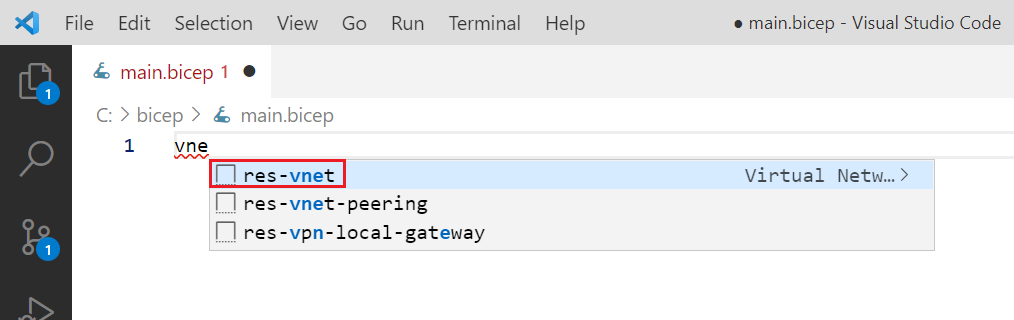 File Edit Selection View Go Run Terminal Help ● main.bicep - Visual Studio Code
main.bicep 1 ●
C: > bicep > main.bicep
1 vne
res-vnet Virtual Netw…>
res-vnet-peering
res-vpn-local-gateway
1
1